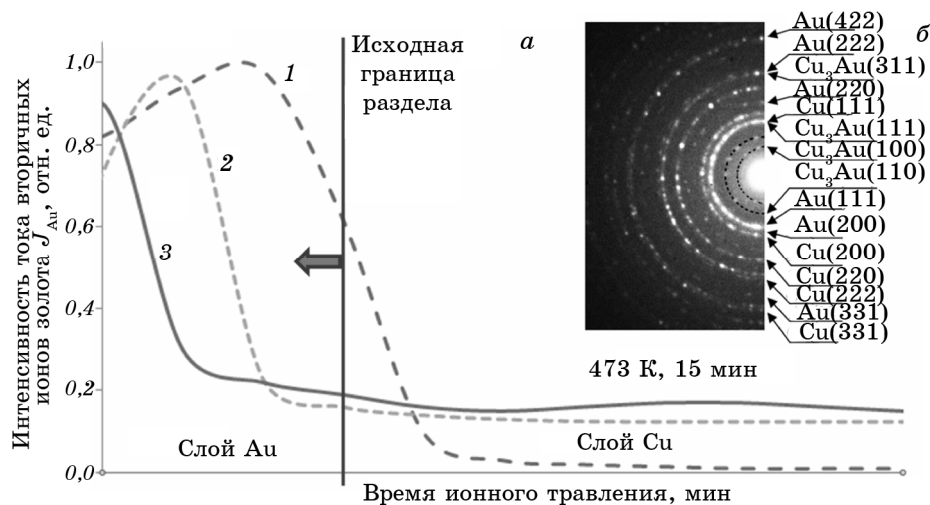 Интенсивность тока вторичных
ионов золота J_Au, отн. ед.
1,0
0,8
0,6
0,4
0,2
0,0
1
2
3
Исходная
граница
раздела
а
Слой Au
Слой Cu
Время ионного травления, мин
б
Au(422)
Au(222)
Cu₃Au(311)
Au(220)
Cu(111)
Cu₃Au(111)
Cu₃Au(100)
Cu₃Au(110)
Au(111)
Au(200)
Cu(200)
Cu(220)
Cu(222)
Au(331)
Cu(331)
473 К, 15 мин